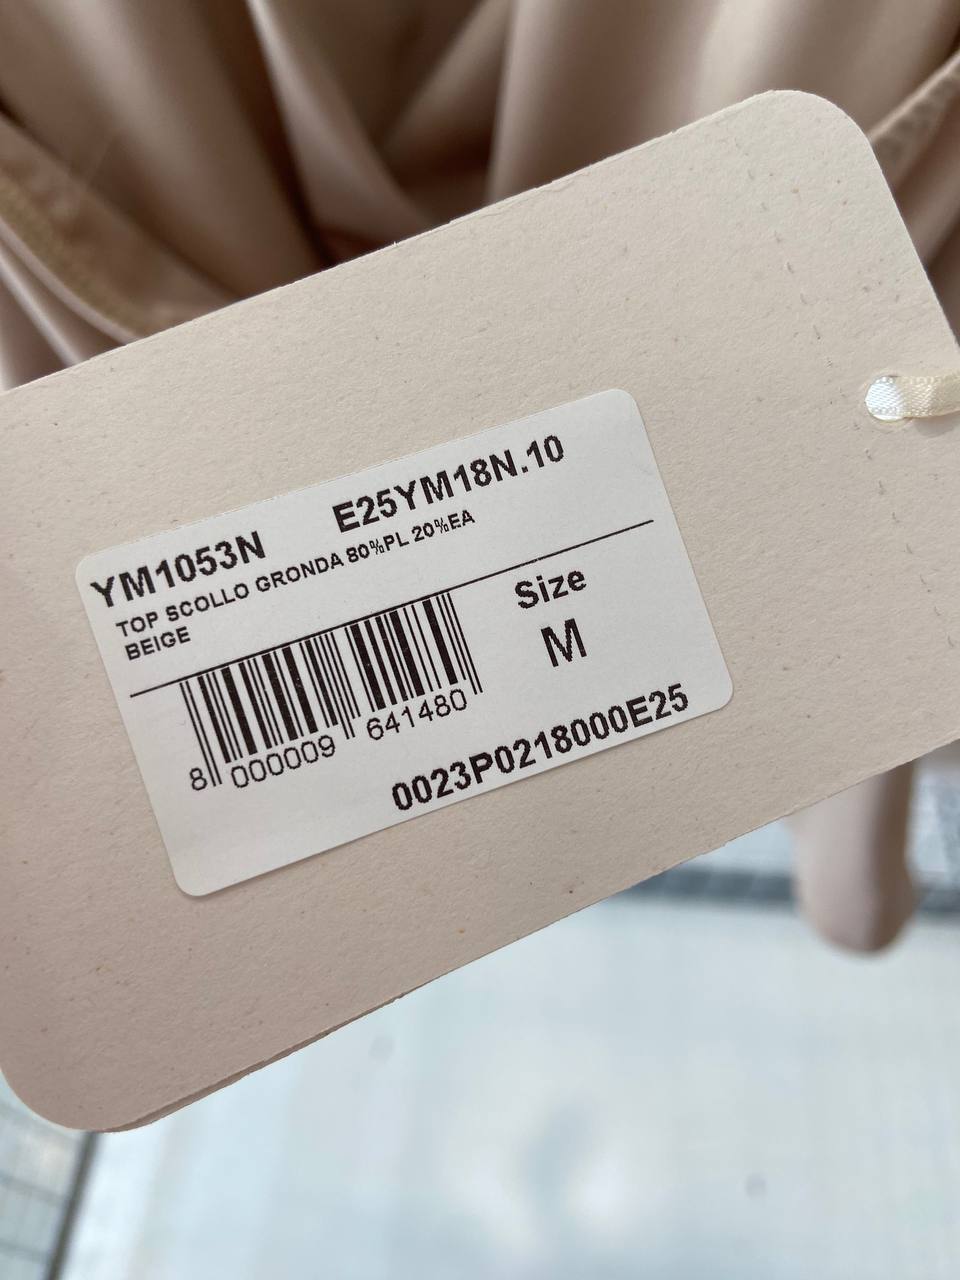 YM1053N E25YM18N.10
TOP SCOLLO GRONDA 80%PL 20%EA
BEIGE
Size
M
8 000009 641480
0023P0218000E25